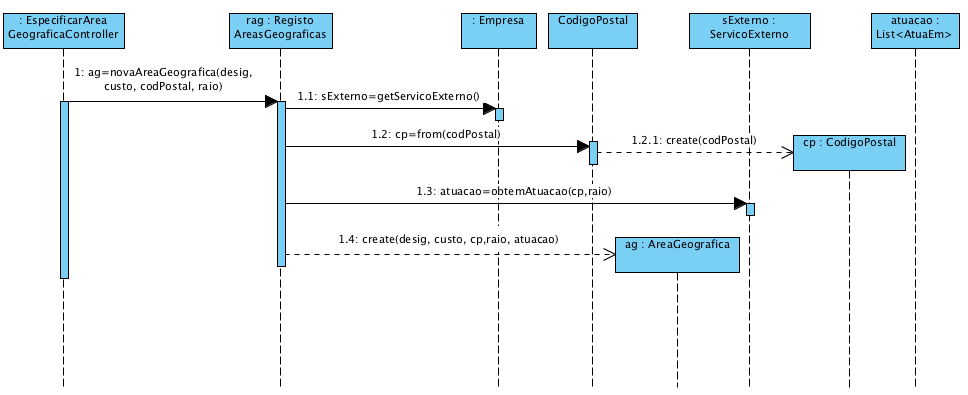 : EspecificarArea
GeograficaController
rag : Registo
AreasGeograficas
: Empresa
CodigoPostal
sExterno :
ServicoExterno
atuacao :
List<AtuaEm>
1: ag=novaAreaGeografica(desig,
custo, codPostal, raio)
1.1: sExterno=getServicoExterno()
1.2: cp=from(codPostal)
1.2.1: create(codPostal)
cp : CodigoPostal
1.3: atuacao=obtemAtuacao(cp,raio)
1.4: create(desig, custo, cp,raio, atuacao)
ag : AreaGeografica